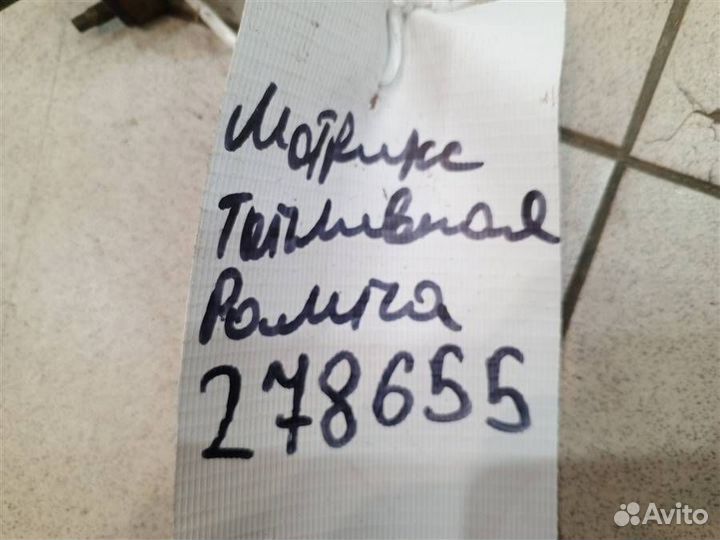 Матрикс
Топливная
Рампа
278655
Avito